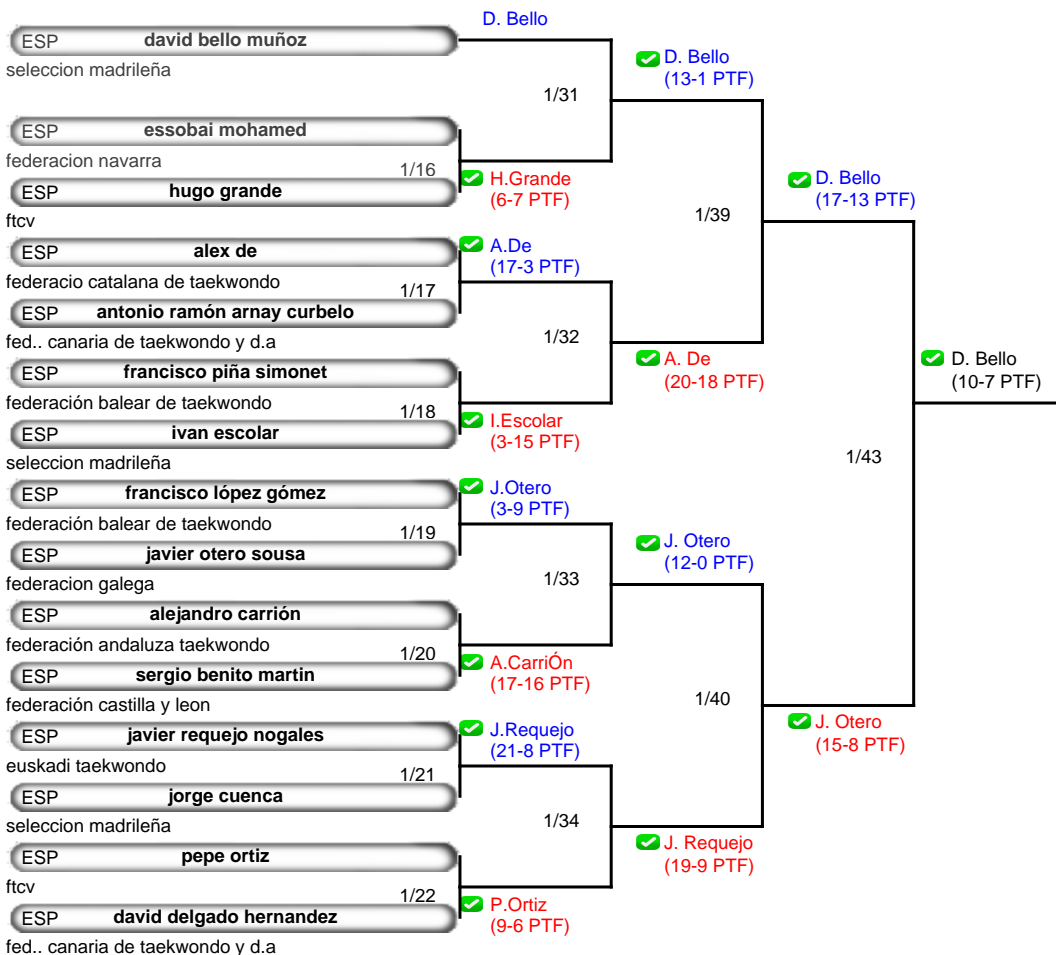 D. Bello
ESP david bello muñoz
seleccion madrileña
D. Bello
(13-1 PTF)
1/31
ESP essobai mohamed
federacion navarra
1/16
ESP hugo grande
ftcv
H.Grande
(6-7 PTF)
D. Bello
(17-13 PTF)
1/39
ESP alex de
federacio catalana de taekwondo
A.De
(17-3 PTF)
1/17
ESP antonio ramón arnay curbelo
fed.. canaria de taekwondo y d.a
1/32
A. De
(20-18 PTF)
D. Bello
(10-7 PTF)
ESP francisco piña simonet
federación balear de taekwondo
1/18
ESP ivan escolar
seleccion madrileña
I.Escolar
(3-15 PTF)
1/43
ESP francisco lópez gómez
federación balear de taekwondo
J.Otero
(3-9 PTF)
1/19
ESP javier otero sousa
federacion galega
J. Otero
(12-0 PTF)
1/33
ESP alejandro carrión
federación andaluza taekwondo
1/20
ESP sergio benito martin
federación castilla y leon
A.CarriÓn
(17-16 PTF)
1/40
J. Otero
(15-8 PTF)
ESP javier requejo nogales
euskadi taekwondo
J.Requejo
(21-8 PTF)
1/21
ESP jorge cuenca
seleccion madrileña
1/34
J. Requejo
(19-9 PTF)
ESP pepe ortiz
ftcv
1/22
ESP david delgado hernandez
fed.. canaria de taekwondo y d.a
P.Ortiz
(9-6 PTF)